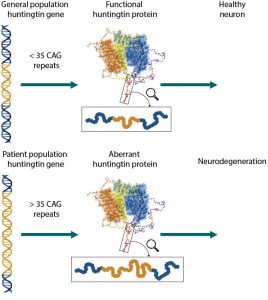 General population
huntingtin gene
Functional
huntingtin protein
Healthy
neuron
< 35 CAG
repeats
Patient population
huntingtin gene
Aberrant
huntingtin protein
Neurodegeneration
> 35 CAG
repeats